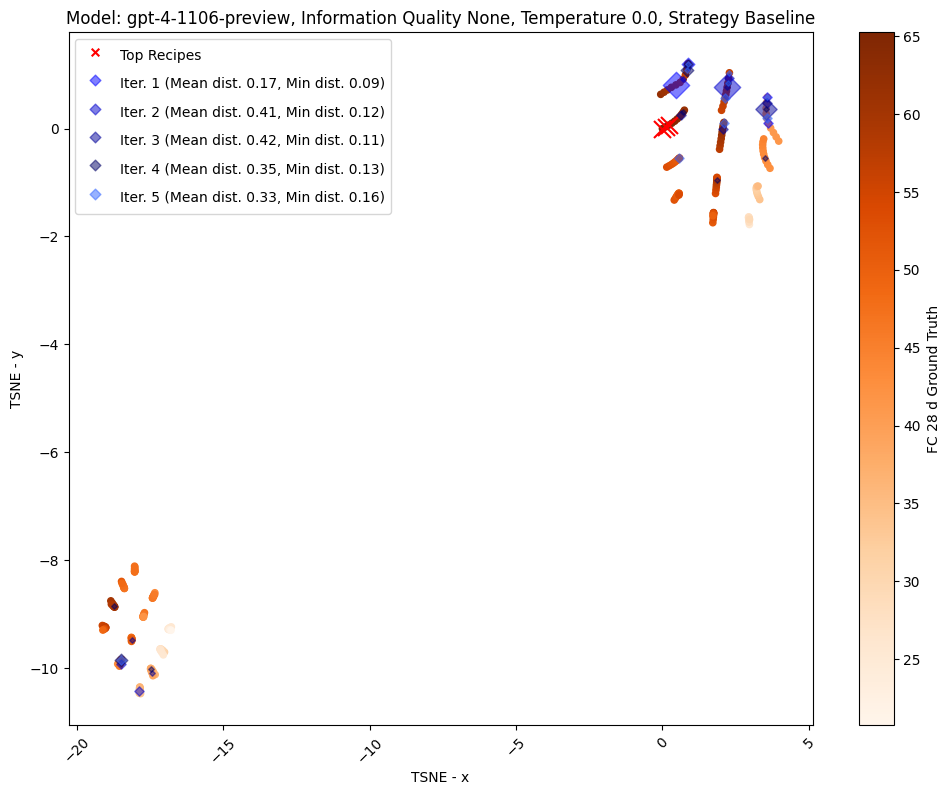 Model: gpt-4-1106-preview, Information Quality None, Temperature 0.0, Strategy Baseline
Top Recipes
Iter. 1 (Mean dist. 0.17, Min dist. 0.09)
Iter. 2 (Mean dist. 0.41, Min dist. 0.12)
Iter. 3 (Mean dist. 0.42, Min dist. 0.11)
Iter. 4 (Mean dist. 0.35, Min dist. 0.13)
Iter. 5 (Mean dist. 0.33, Min dist. 0.16)
TSNE - y
0
−2
−4
−6
−8
−10
−20
−15
−10
−5
0
5
TSNE - x
65
60
55
50
45
40
35
30
25
FC 28 d Ground Truth